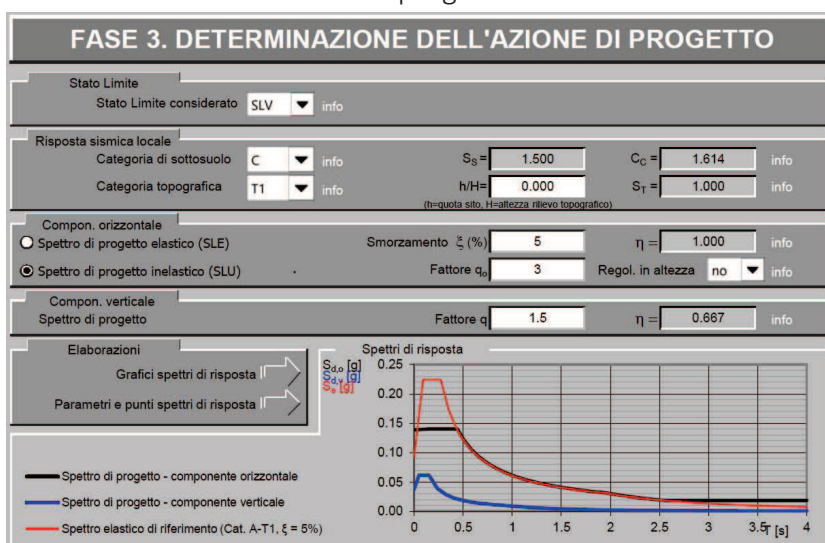 FASE 3. DETERMINAZIONE DELL'AZIONE DI PROGETTO
Stato Limite
Stato Limite considerato SLV info
Risposta sismica locale
Categoria di sottosuolo C info SS = 1.500 CC = 1.614 info
Categoria topografica T1 info h/H= 0.000 ST = 1.000 info
(h=quota sito, H=altezza rilievo topografico)
Compon. orizzontale
Spettro di progetto elastico (SLE) Smorzamento ξ (%) 5 η = 1.000 info
Spettro di progetto inelastico (SLU) Fattore qo 3 Regol. in altezza no info
Compon. verticale
Spettro di progetto Fattore q 1.5 η = 0.667 info
Elaborazioni
Grafici spettri di risposta
Parametri e punti spettri di risposta
Spettri di risposta
Sd,o [g]
Sd,v [g]
Se [g]
0.25
0.20
0.15
0.10
0.05
0.00
0 0.5 1 1.5 2 2.5 3 3.5 T [s] 4
Spettro di progetto - componente orizzontale
Spettro di progetto - componente verticale
Spettro elastico di riferimento (Cat. A-T1, ξ = 5%)